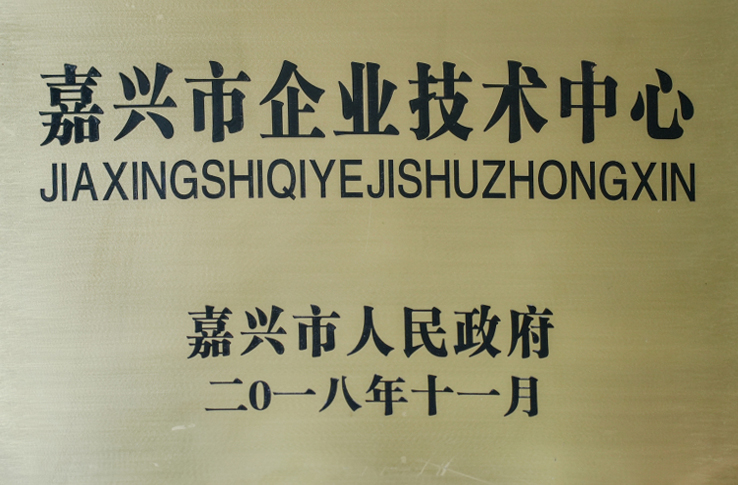 嘉兴市企业技术中心
JIAXINGSHIQIYEJISHUZHONGXIN
嘉兴市人民政府
二0一八年十一月